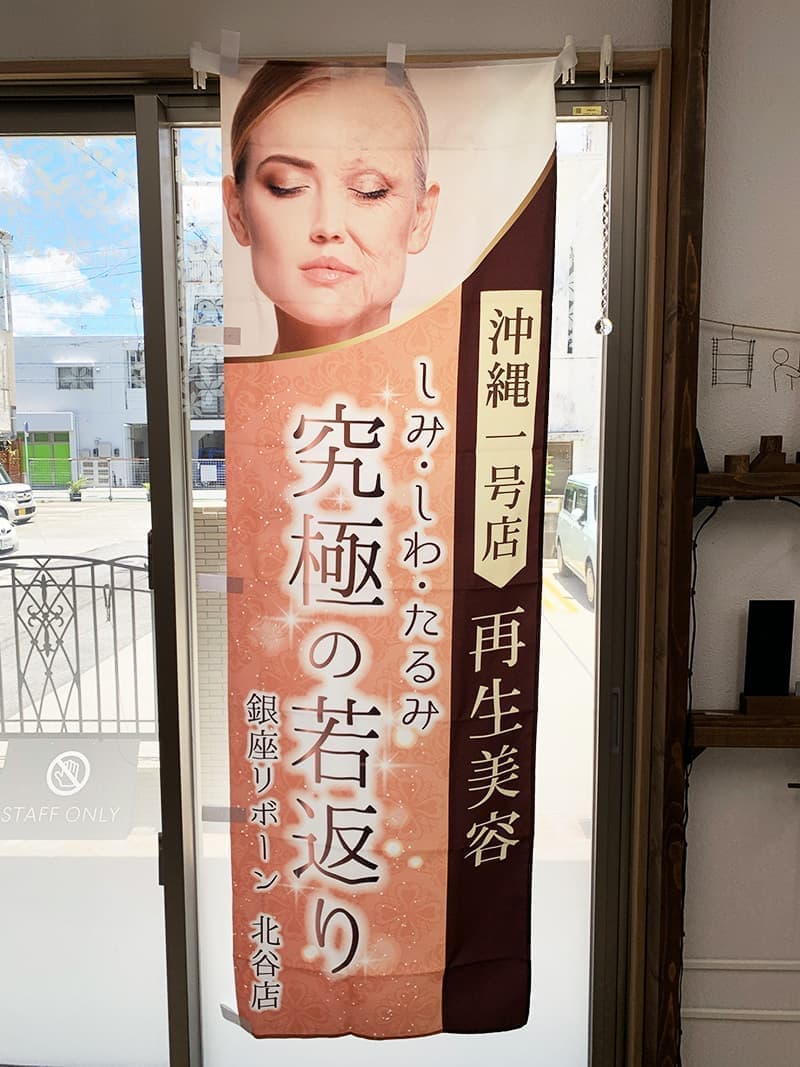 沖縄一号店
再生美容
しみ・しわ・たるみ
究極の若返り
銀座リボーン 北谷店
STAFF ONLY